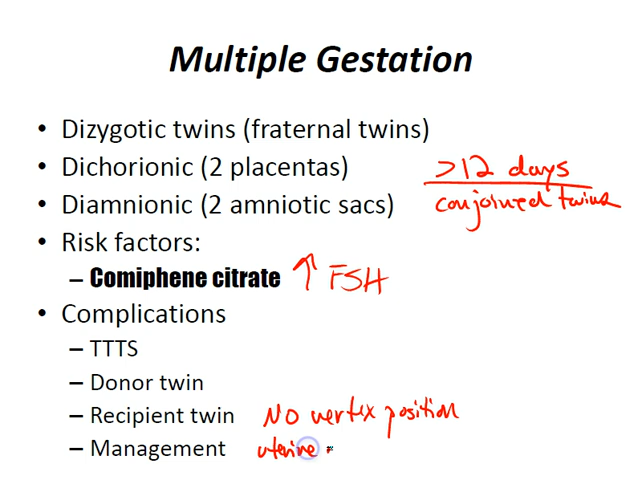 Multiple Gestation
• Dizygotic twins (fraternal twins)
• Dichorionic (2 placentas)
>12 days
• Diamnionic (2 amniotic sacs)
conjoined twins
• Risk factors:
– Comiphene citrate ↑ FSH
• Complications
– TTTS
– Donor twin
– Recipient twin No vertex position
– Management uterine